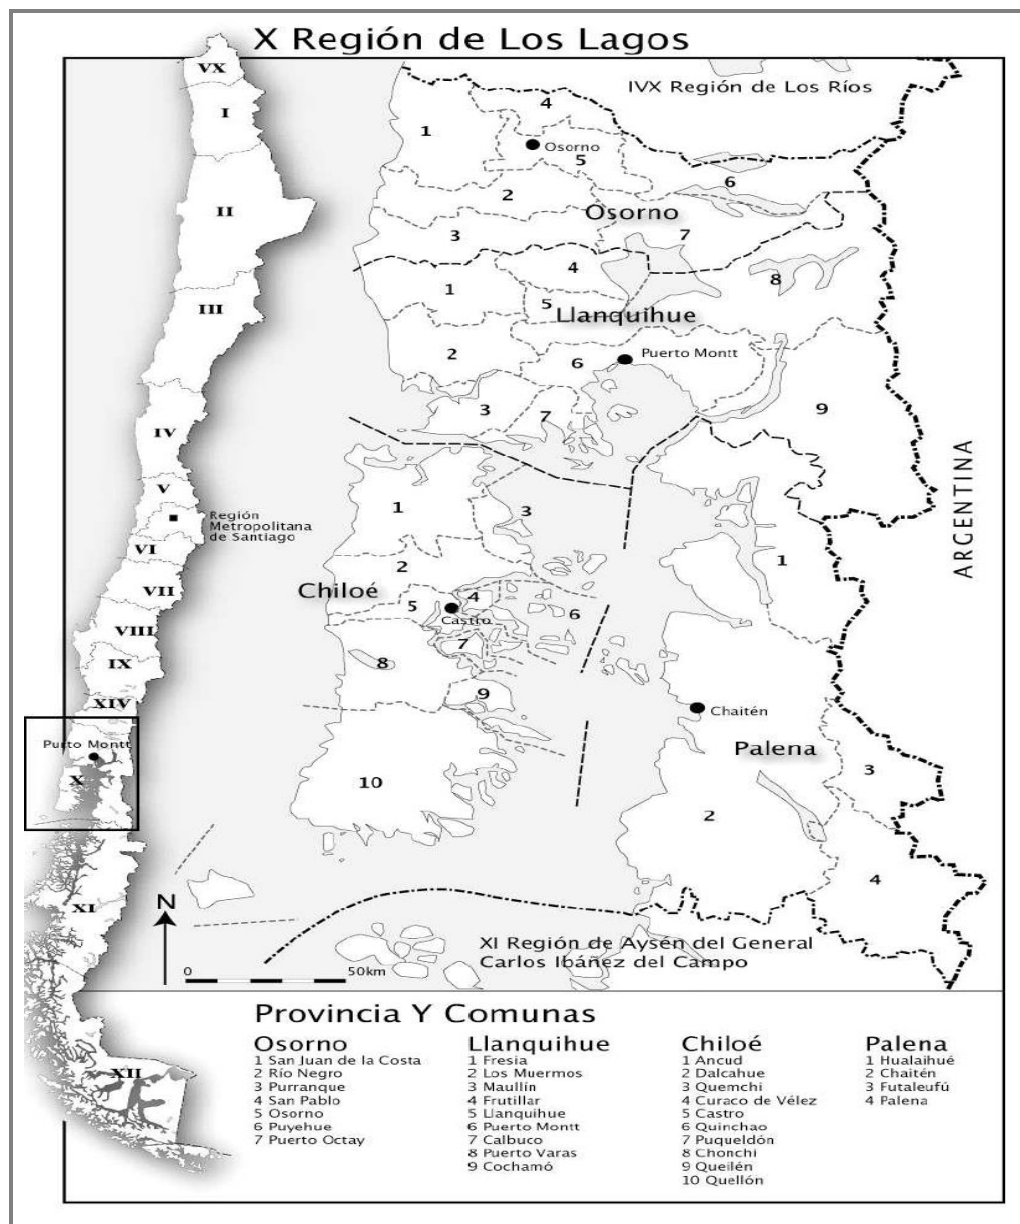 X Región de Los Lagos
VX
I
II
III
IV
V
Región
Metropolitana
de Santiago
VI
VII
VIII
IX
XIV
Purto Montt
X
XI
XII
IVX Región de Los Ríos
4
1
Osorno
5
2
6
Osorno
3
7
4
8
1
5
Llanquihue
2
6
Puerto Montt
3
7
9
ARGENTINA
1
3
2
1
Chiloé
5
4
Castro
6
7
8
9
Chaitén
Palena
10
3
2
4
N
0
50km
XI Región de Aysén del General
Carlos Ibáñez del Campo
Provincia Y Comunas
Osorno
1 San Juan de la Costa
2 Río Negro
3 Purranque
4 San Pablo
5 Osorno
6 Puyehue
7 Puerto Octay
Llanquihue
1 Fresia
2 Los Muermos
3 Maullín
4 Frutillar
5 Llanquihue
6 Puerto Montt
7 Calbuco
8 Puerto Varas
9 Cochamó
Chiloé
1 Ancud
2 Dalcahue
3 Quemchi
4 Curaco de Vélez
5 Castro
6 Quinchao
7 Puqueldón
8 Chonchi
9 Queilén
10 Quellón
Palena
1 Hualaihué
2 Chaitén
3 Futaleufú
4 Palena